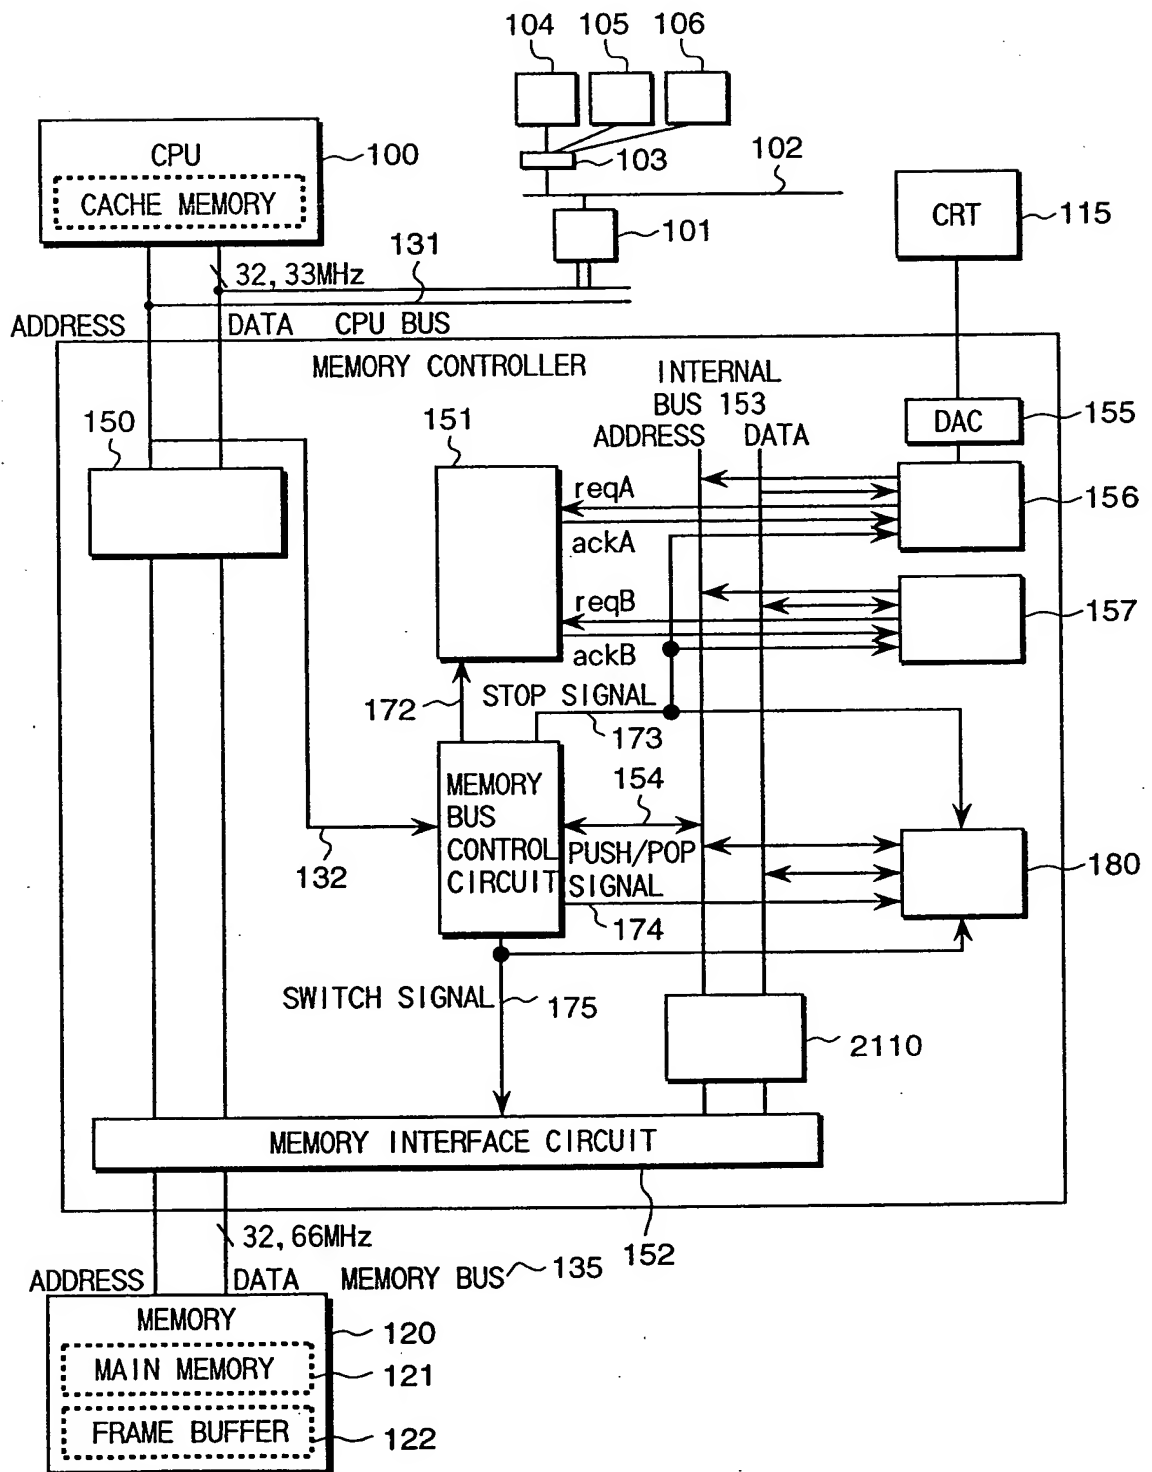 104 105 106
CPU
100
CACHE MEMORY
103
102
101
CRT
115
131
32, 33MHz
ADDRESS DATA CPU BUS
MEMORY CONTROLLER
INTERNAL
BUS 153
ADDRESS DATA
DAC
155
150
151
reqA
ackA
156
reqB
ackB
157
172
STOP SIGNAL
173
MEMORY
BUS
CONTROL
CIRCUIT
154
PUSH/POP
SIGNAL
174
132
180
SWITCH SIGNAL
175
2110
MEMORY INTERFACE CIRCUIT
152
32, 66MHz
ADDRESS DATA MEMORY BUS 135
MEMORY
120
MAIN MEMORY
121
FRAME BUFFER
122